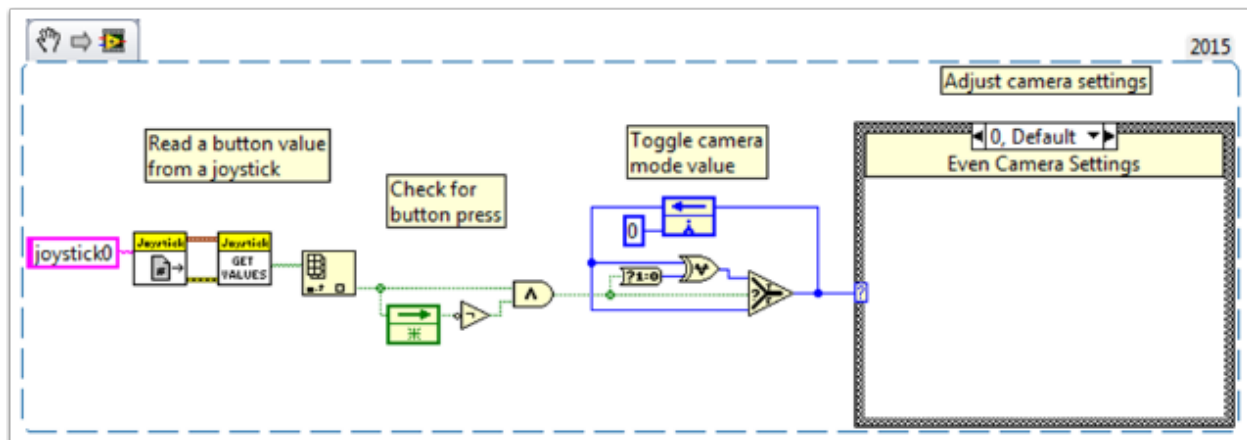 2015
Adjust camera settings
Read a button value
from a joystick
Toggle camera
mode value
0, Default
Even Camera Settings
Check for
button press
joystick0
Joystick
Joystick
GET
VALUES
0
?1:0
?
?